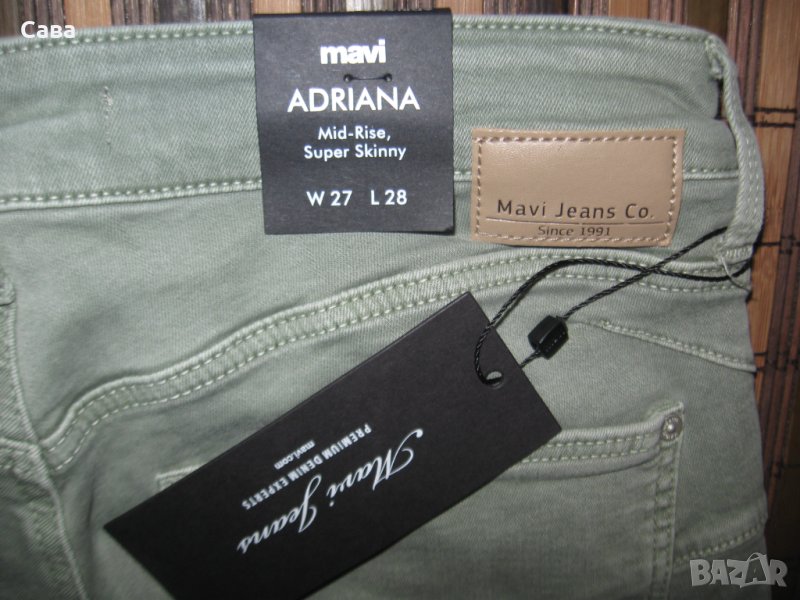 Сава
mavi
ADRIANA
Mid-Rise,
Super Skinny
W 27 L 28
Mavi Jeans Co.
Since 1991
Mavi Jeans
PREMIUM DENIM EXPERTS
mavi.com
BAZAR